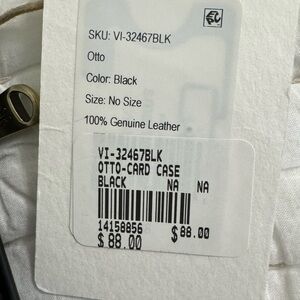 SKU: VI-32467BLK
Otto
Color: Black
Size: No Size
100% Genuine Leather
VI-32467BLK
OTTO-CARD CASE
BLACK NA NA
14158856
$88.00 $88.00